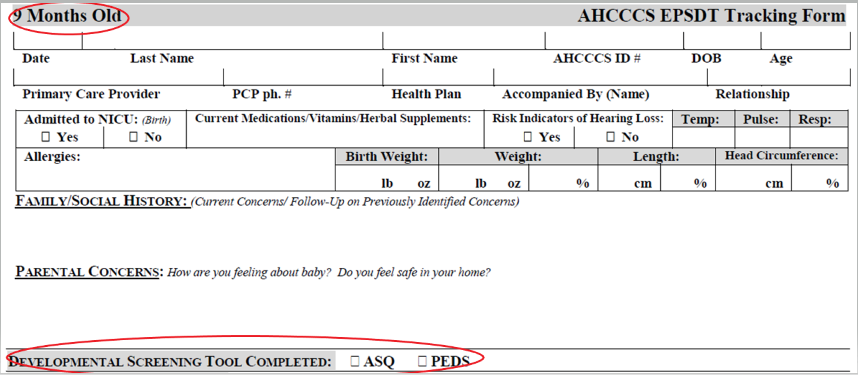 9 Months Old AHCCCS EPSDT Tracking Form
Date Last Name First Name AHCCCS ID # DOB Age
Primary Care Provider PCP ph. # Health Plan Accompanied By (Name) Relationship
Admitted to NICU: (Birth) Current Medications/Vitamins/Herbal Supplements: Risk Indicators of Hearing Loss: Temp: Pulse: Resp:
☐ Yes ☐ No ☐ Yes ☐ No
Allergies: Birth Weight: Weight: Length: Head Circumference:
lb oz lb oz % cm % cm %
FAMILY/SOCIAL HISTORY: (Current Concerns/ Follow-Up on Previously Identified Concerns)
PARENTAL CONCERNS: How are you feeling about baby? Do you feel safe in your home?
DEVELOPMENTAL SCREENING TOOL COMPLETED: ☐ ASQ ☐ PEDS